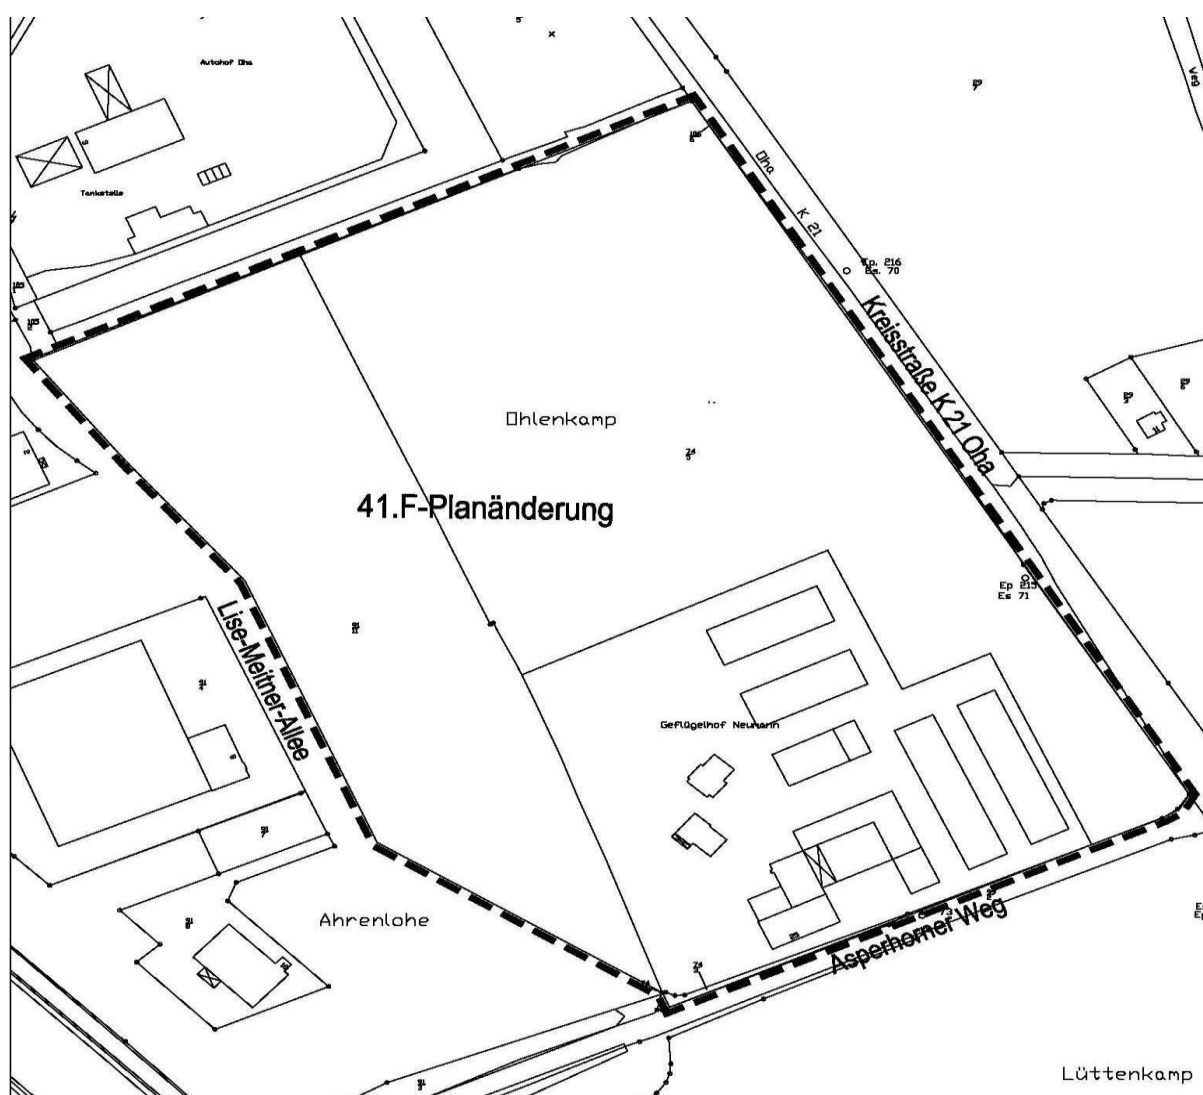 Autohof Oha
Weg
Tankstelle
Oha
K 21
Ep. 216
Es. 70
Kreisstraße K 21 Oha
Ohlenkamp
41.F-Planänderung
Ep 215
Es 71
Lise-Meitner-Allee
Geflügelhof Neumann
Ahrenlohe
Asperhorner Weg
Lüttenkamp